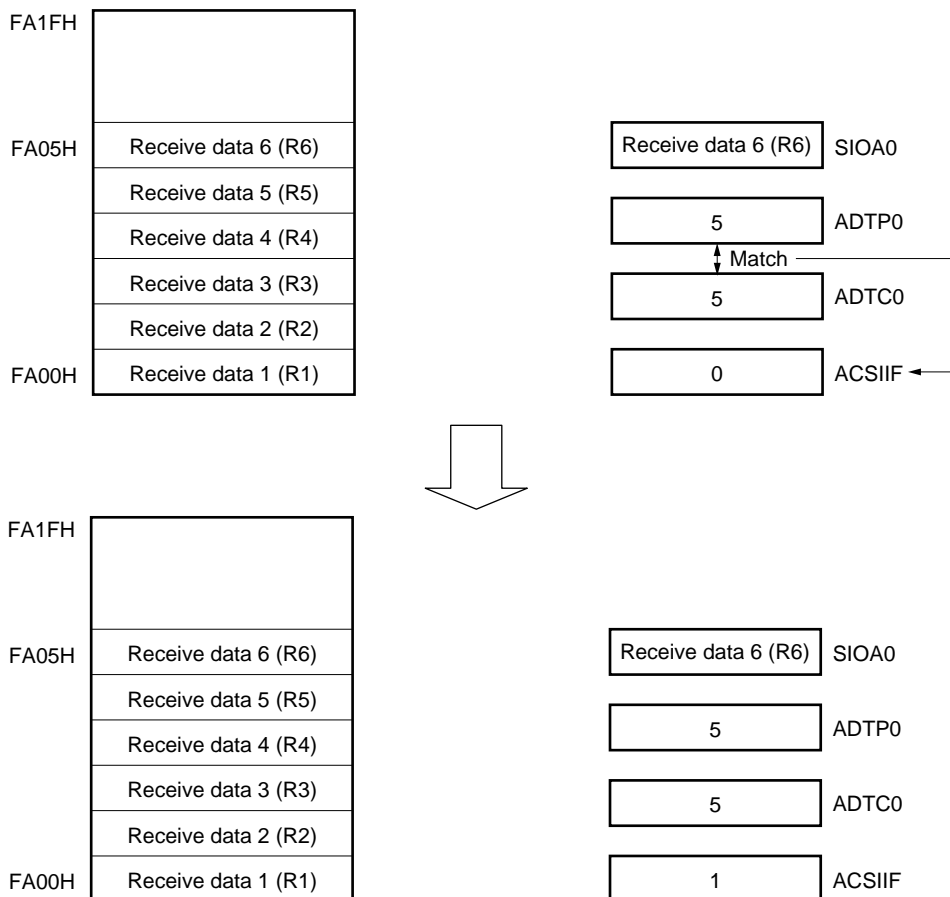 FA1FH
FA05H Receive data 6 (R6) Receive data 6 (R6) SIOA0
Receive data 5 (R5)
5 ADTP0
Receive data 4 (R4)
Match
Receive data 3 (R3)
5 ADTC0
Receive data 2 (R2)
FA00H Receive data 1 (R1) 0 ACSIIF
FA1FH
FA05H Receive data 6 (R6) Receive data 6 (R6) SIOA0
Receive data 5 (R5)
5 ADTP0
Receive data 4 (R4)
Receive data 3 (R3)
5 ADTC0
Receive data 2 (R2)
FA00H Receive data 1 (R1) 1 ACSIIF